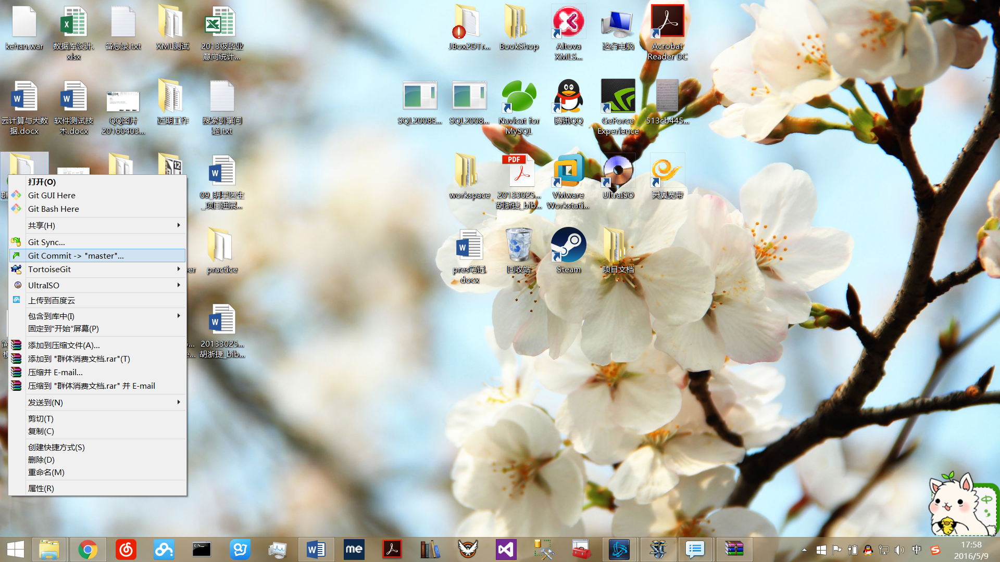 kehan.war
数据库设计.
xlsx
备忘录.txt
XML测试
2013级毕业
意向统计...
JBox2DTr...
BookShop
Altova
XMLS...
这台电脑
Acrobat
Reader DC
云计算与大数
据.docx
软件测试技
术.docx
QQ图片
20160403...
近期工作
搜索引擎问
题.txt
SQL2008E...
SQL2008...
Navicat for
MySQL
腾讯QQ
GeForce
Experience
513cb445...
12
群
09_明星医生
_项目进展...
workspace
PDF
20133025...
胡浙捷_bib...
VMware
Workstati...
UltraISO
天翼宽带
practice
pres笔记.
docx
回收站
Steam
项目文档
20133025...
胡浙捷_bib...
打开(O)
Git GUI Here
Git Bash Here
共享(H)
Git Sync...
Git Commit -> "master"...
TortoiseGit
UltraISO
上传到百度云
包含到库中(I)
固定到"开始"屏幕(P)
添加到压缩文件(A)...
添加到 "群体消费文档.rar"(T)
压缩并 E-mail...
压缩到 "群体消费文档.rar" 并 E-mail
发送到(N)
剪切(T)
复制(C)
创建快捷方式(S)
删除(D)
重命名(M)
属性(R)
中
me
中
17:58
2016/5/9